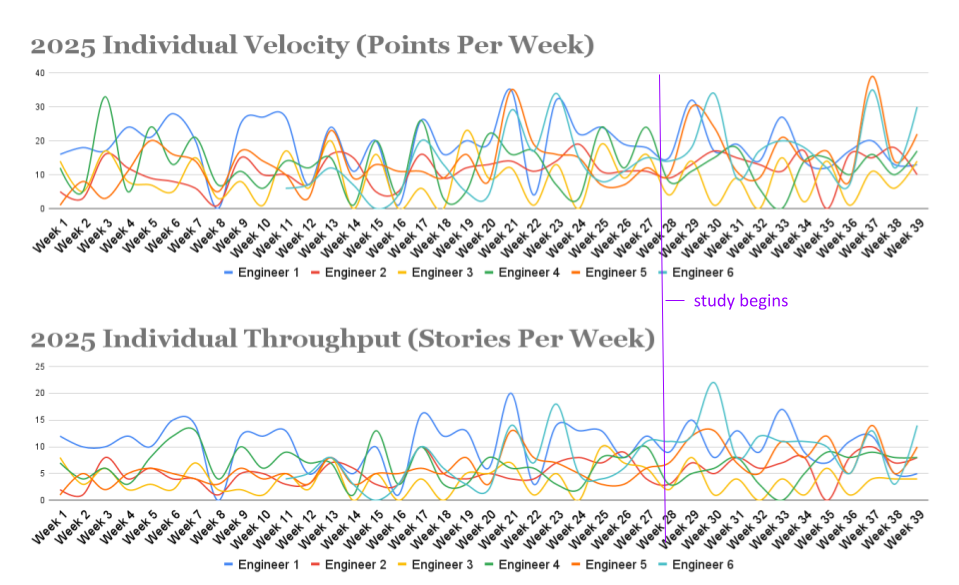 2025 Individual Velocity (Points Per Week)
40
30
20
10
0
Week 1 Week 2 Week 3 Week 4 Week 5 Week 6 Week 7 Week 8 Week 9 Week 10 Week 11 Week 12 Week 13 Week 14 Week 15 Week 16 Week 17 Week 18 Week 19 Week 20 Week 21 Week 22 Week 23 Week 24 Week 25 Week 26 Week 27 Week 28 Week 29 Week 30 Week 31 Week 32 Week 33 Week 34 Week 35 Week 36 Week 37 Week 38 Week 39
Engineer 1 Engineer 2 Engineer 3 Engineer 4 Engineer 5 Engineer 6
study begins
2025 Individual Throughput (Stories Per Week)
25
20
15
10
5
0
Week 1 Week 2 Week 3 Week 4 Week 5 Week 6 Week 7 Week 8 Week 9 Week 10 Week 11 Week 12 Week 13 Week 14 Week 15 Week 16 Week 17 Week 18 Week 19 Week 20 Week 21 Week 22 Week 23 Week 24 Week 25 Week 26 Week 27 Week 28 Week 29 Week 30 Week 31 Week 32 Week 33 Week 34 Week 35 Week 36 Week 37 Week 38 Week 39
Engineer 1 Engineer 2 Engineer 3 Engineer 4 Engineer 5 Engineer 6